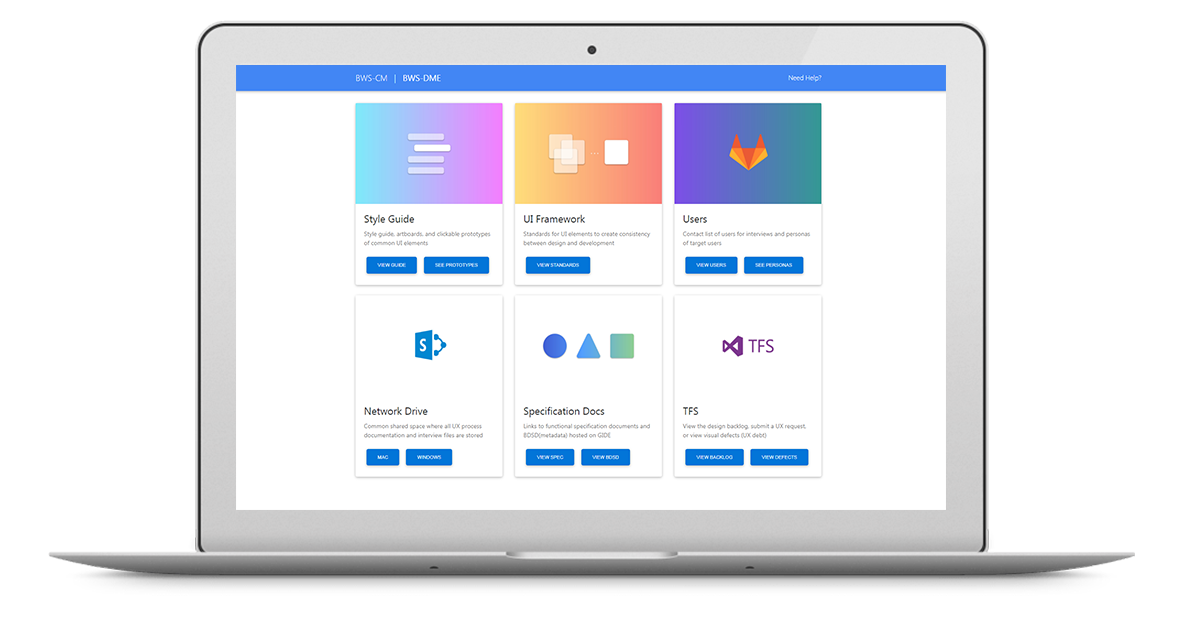 BWS-CM | BWS-DME
Need Help?
Style Guide
Style guide, artboards, and clickable prototypes
of common UI elements
VIEW GUIDE
SEE PROTOTYPES
UI Framework
Standards for UI elements to create consistency
between design and development
VIEW STANDARDS
Users
Contact list of users for interviews and personas
of target users
VIEW USERS
SEE PERSONAS
S
Network Drive
Common shared space where all UX process
documentation and interview files are stored
MAC
WINDOWS
Specification Docs
Links to functional specification documents and
BDSD(metadata) hosted on GIDE
VIEW SPEC
VIEW BDSD
TFS
TFS
View the design backlog, submit a UX request,
or view visual defects (UX debt)
VIEW BACKLOG
VIEW DEFECTS